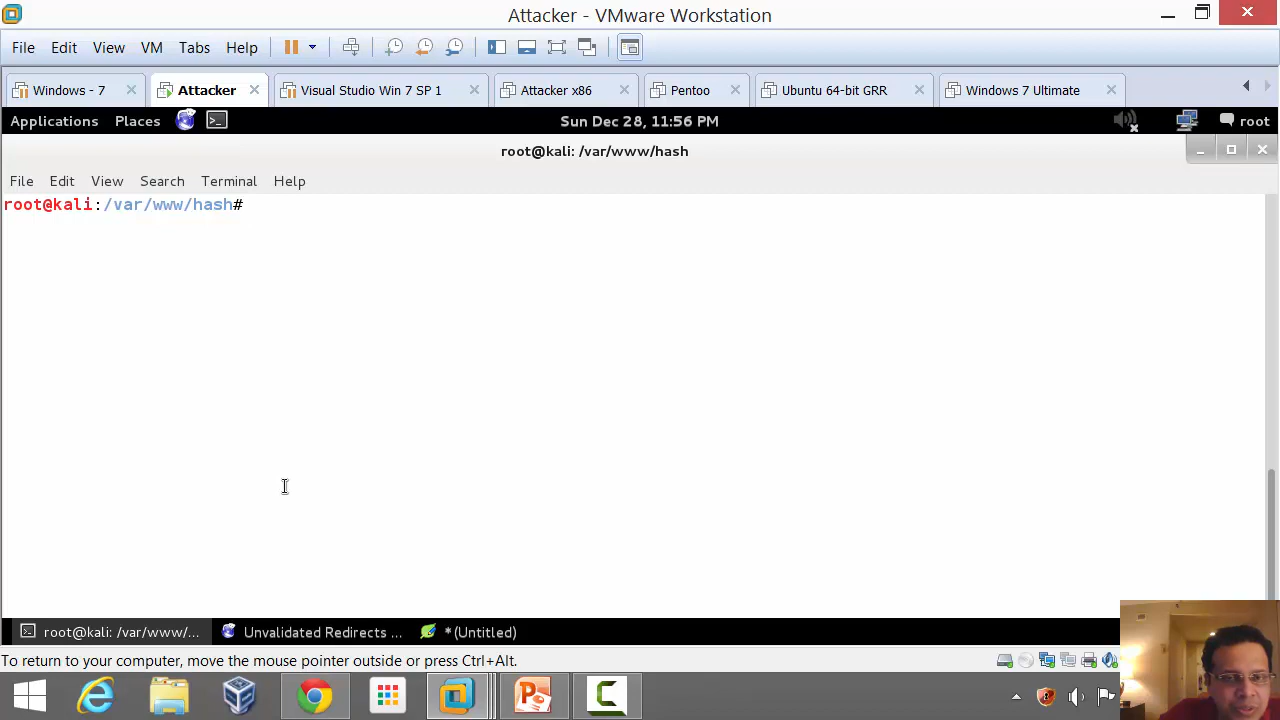 Attacker - VMware Workstation
File Edit View VM Tabs Help
Windows - 7 Attacker Visual Studio Win 7 SP 1 Attacker x86 Pentoo Ubuntu 64-bit GRR Windows 7 Ultimate
Applications Places Sun Dec 28, 11:56 PM root
root@kali: /var/www/hash
File Edit View Search Terminal Help
root@kali:/var/www/hash#
root@kali: /var/www/... Unvalidated Redirects ... *(Untitled)
To return to your computer, move the mouse pointer outside or press Ctrl+Alt.